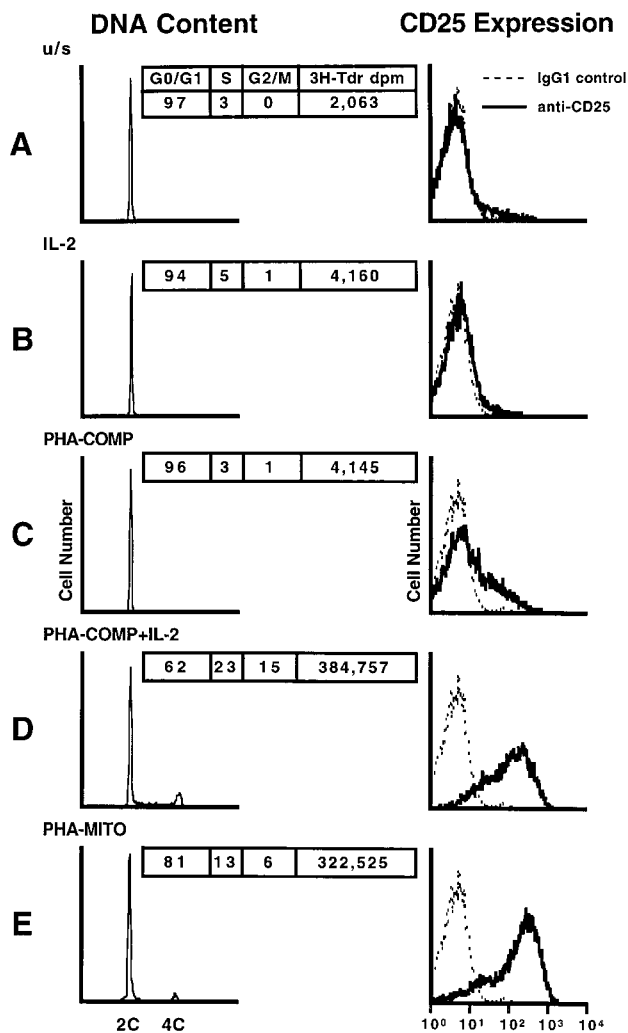 DNA Content
CD25 Expression
u/s
G0/G1 S G2/M 3H-Tdr dpm
97 3 0 2,063
IgG1 control
anti-CD25
A
IL-2
94 5 1 4,160
B
PHA-COMP
96 3 1 4,145
Cell Number
Cell Number
C
PHA-COMP+IL-2
62 23 15 384,757
D
PHA-MITO
81 13 6 322,525
E
2C 4C
10⁰ 10¹ 10² 10³ 10⁴